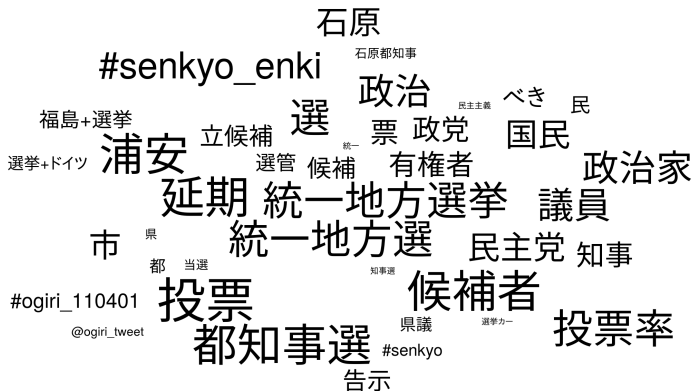 石原
石原都知事
#senkyo_enki
政治
民主主義
べき
民
福島+選挙
選
立候補
票
政党
国民
統一
選挙+ドイツ
浦安
選管
候補
有権者
政治家
延期
統一地方選挙
議員
市
県
統一地方選
民主党
知事
都
当選
知事選
#ogiri_110401
投票
候補者
@ogiri_tweet
都知事選
県議
選挙カー
投票率
#senkyo
告示